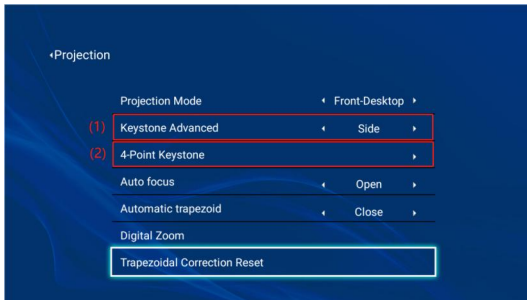 Projection
Projection Mode Front-Desktop
(1) Keystone Advanced Side
(2) 4-Point Keystone
Auto focus Open
Automatic trapezoid Close
Digital Zoom
Trapezoidal Correction Reset